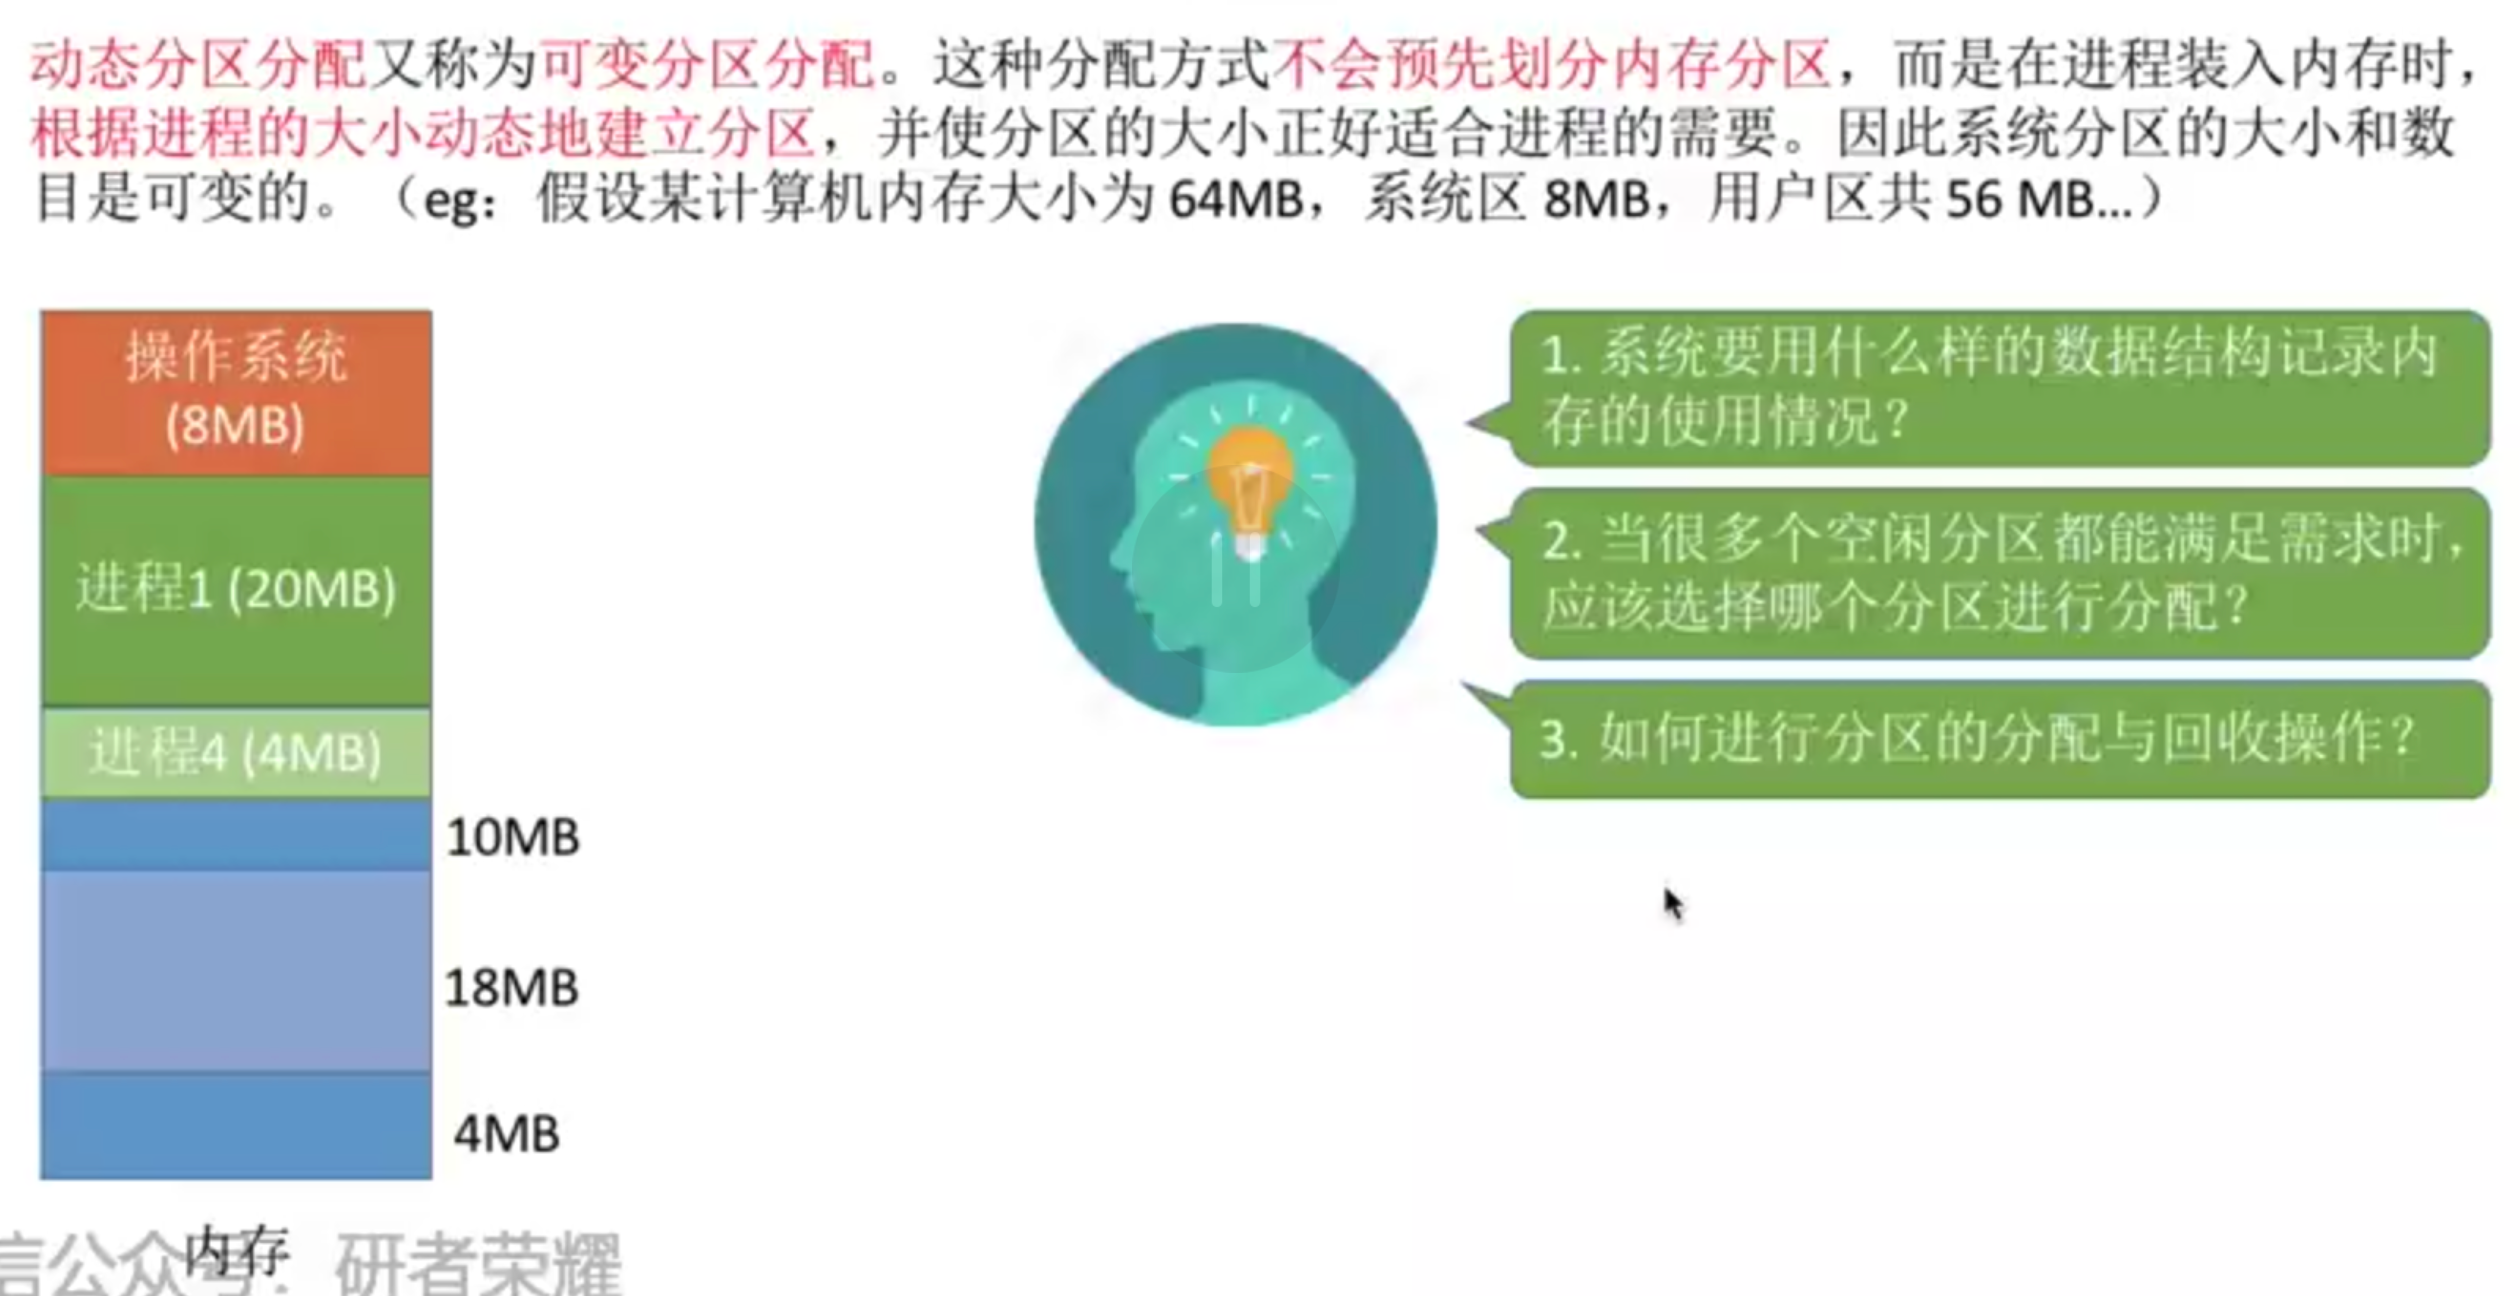 动态分区分配又称为可变分区分配。这种分配方式不会预先划分内存分区，而是在进程装入内存时，
根据进程的大小动态地建立分区，并使分区的大小正好适合进程的需要。因此系统分区的大小和数
目是可变的。（eg：假设某计算机内存大小为 64MB，系统区 8MB，用户区共 56 MB...）
操作系统
(8MB)
进程1 (20MB)
进程4 (4MB)
10MB
18MB
4MB
内存
1. 系统要用什么样的数据结构记录内
存的使用情况？
2. 当很多个空闲分区都能满足需求时，
应该选择哪个分区进行分配？
3. 如何进行分区的分配与回收操作？
信公众号：研者荣耀